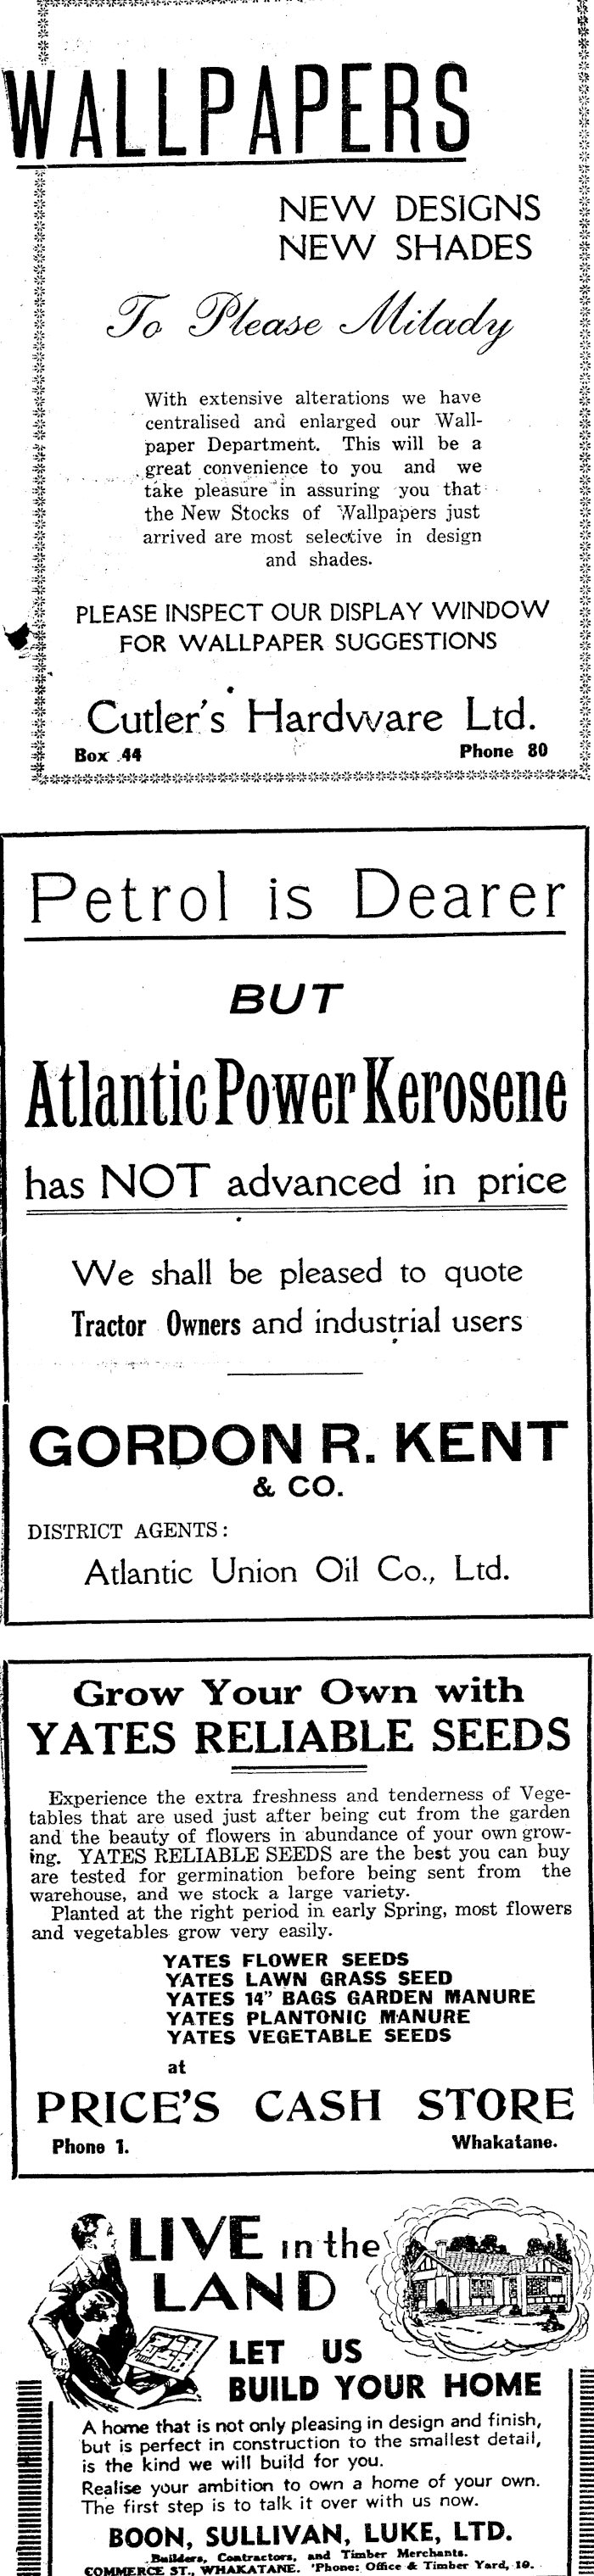 WALLPAPERS
NEW DESIGNS
NEW SHADES
To Please Milady
With extensive alterations we have
centralised and enlarged our Wall-
paper Department. This will be a
great convenience to you and we
take pleasure in assuring you that
the New Stocks of Wallpapers just
arrived are most selective in design
and shades.
PLEASE INSPECT OUR DISPLAY WINDOW
FOR WALLPAPER SUGGESTIONS
Cutler's Hardware Ltd.
Box 44 Phone 80
Petrol is Dearer
BUT
Atlantic Power Kerosene
has NOT advanced in price
We shall be pleased to quote
Tractor Owners and industrial users
GORDON R. KENT
& CO.
DISTRICT AGENTS:
Atlantic Union Oil Co., Ltd.
Grow Your Own with
YATES RELIABLE SEEDS
Experience the extra freshness and tenderness of Vege-
tables that are used just after being cut from the garden
and the beauty of flowers in abundance of your own grow-
ing. YATES RELIABLE SEEDS are the best you can buy
are tested for germination before being sent from the
warehouse, and we stock a large variety.
Planted at the right period in early Spring, most flowers
and vegetables grow very easily.
YATES FLOWER SEEDS
YATES LAWN GRASS SEED
YATES 14" BAGS GARDEN MANURE
YATES PLANTONIC MANURE
YATES VEGETABLE SEEDS
at
PRICE'S CASH STORE
Phone 1. Whakatane.
LIVE in the
LAND
LET US
BUILD YOUR HOME
A home that is not only pleasing in design and finish,
but is perfect in construction to the smallest detail,
is the kind we will build for you.
Realise your ambition to own a home of your own.
The first step is to talk it over with us now.
BOON, SULLIVAN, LUKE, LTD.
Builders, Contractors, and Timber Merchants.
COMMERCE ST., WHAKATANE. 'Phone: Office & Timber Yard, 10.